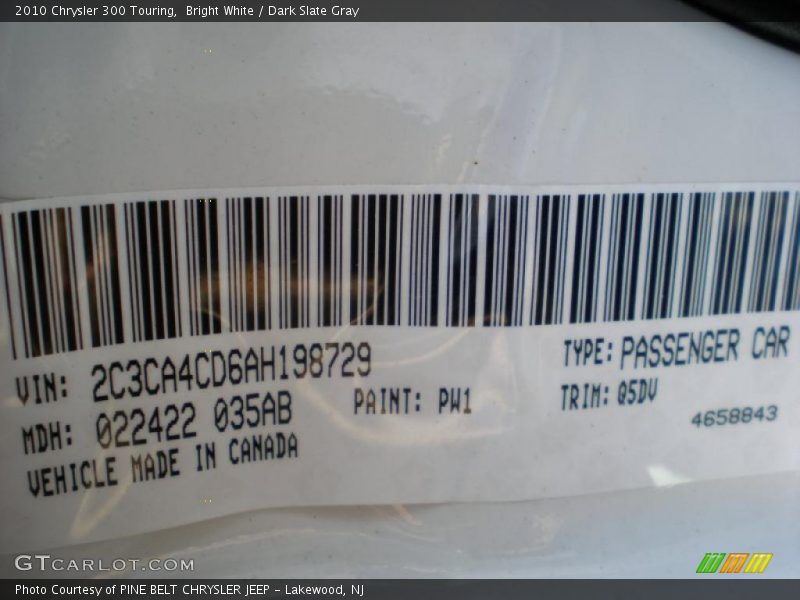 2010 Chrysler 300 Touring,  Bright White / Dark Slate Gray
VIN: 2C3CA4CD6AH198729
TYPE: PASSENGER CAR
MDH: 022422 035AB
PAINT: PW1
TRIM: Q5DV
VEHICLE MADE IN CANADA
4658843
GTCARLOT.COM
Photo Courtesy of PINE BELT CHRYSLER JEEP - Lakewood, NJ